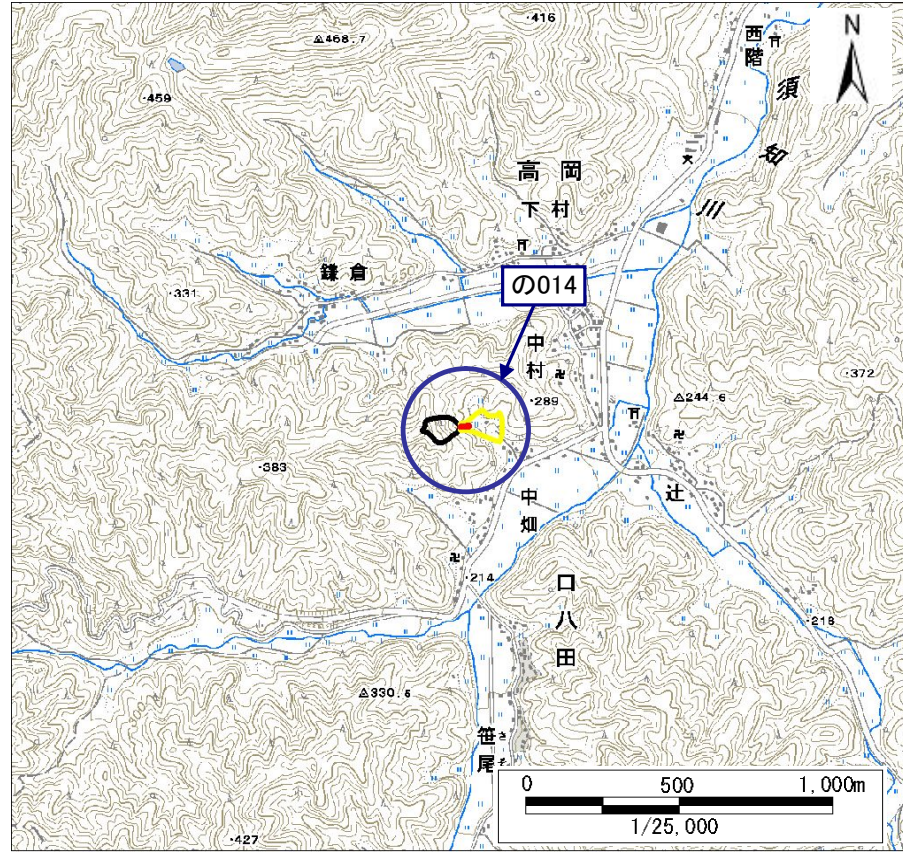 ・416
△468.7
西階
N
・459
須知川
高岡
下村
鎌倉
の014
・331
中村
・372
・289
△244.6
・383
辻
中畑
・214
口八田
・218
△330.5
笹尾
0 500 1,000m
1/25,000
・427